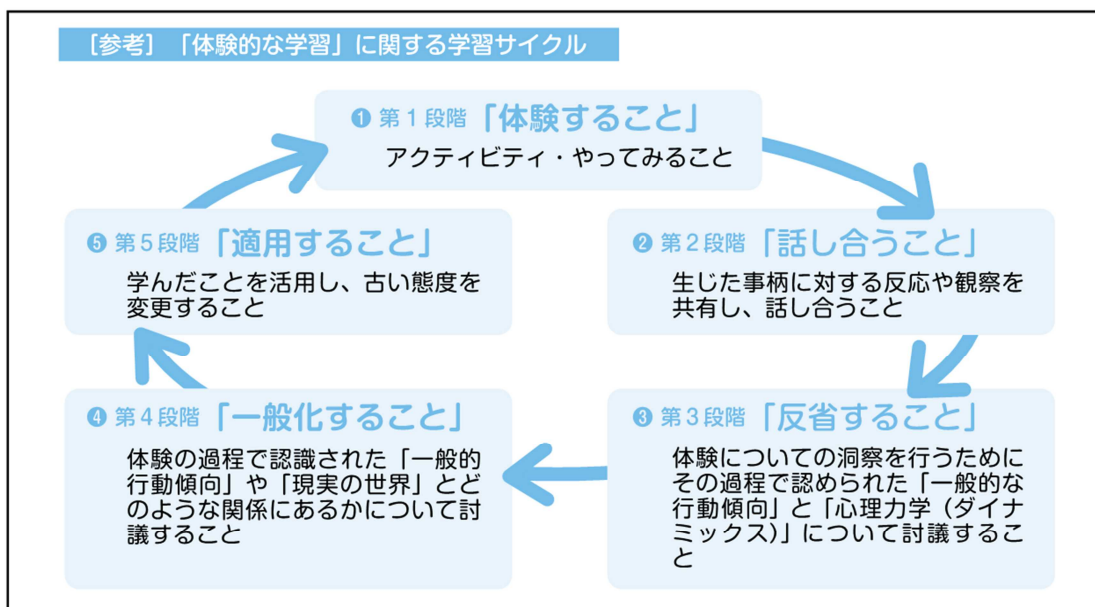 [参考] 「体験的な学習」に関する学習サイクル
❶ 第1段階「体験すること」
アクティビティ・やってみること
❷ 第2段階「話し合うこと」
生じた事柄に対する反応や観察を
共有し、話し合うこと
❸ 第3段階「反省すること」
体験についての洞察を行うために
その過程で認められた「一般的な
行動傾向」と「心理力学（ダイナ
ミックス）」について討議するこ
と
❹ 第4段階「一般化すること」
体験の過程で認識された「一般的
行動傾向」や「現実の世界」とど
のような関係にあるかについて討
議すること
❺ 第5段階「適用すること」
学んだことを活用し、古い態度を
変更すること